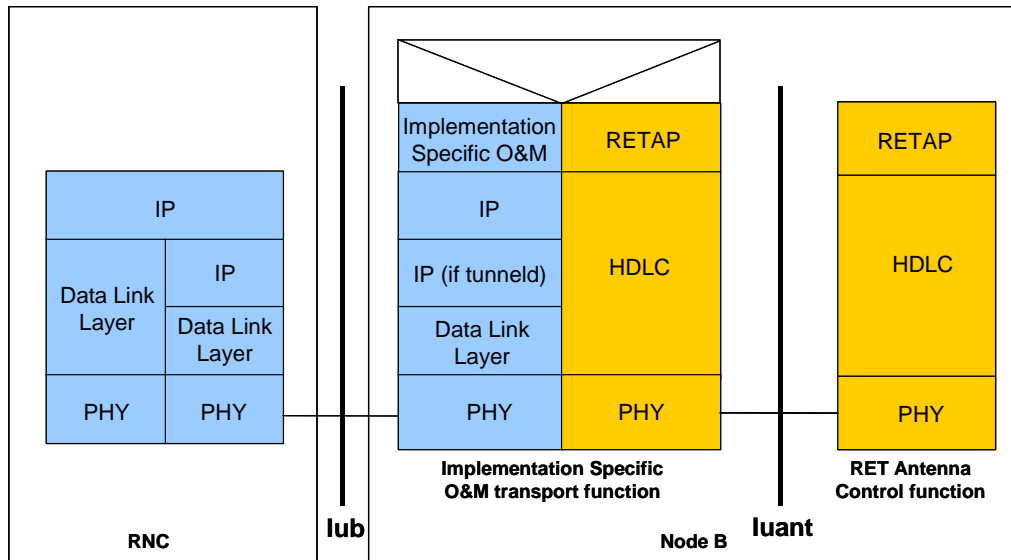 Implementation
Specific O&M
RETAP
RETAP
IP
IP
HDLC
HDLC
Data Link
Layer
IP
IP (if tunneld)
Data Link
Layer
Data Link
Layer
PHY
PHY
PHY
PHY
PHY
Implementation Specific
O&M transport function
RET Antenna
Control function
Iub
Iuant
RNC
Node B